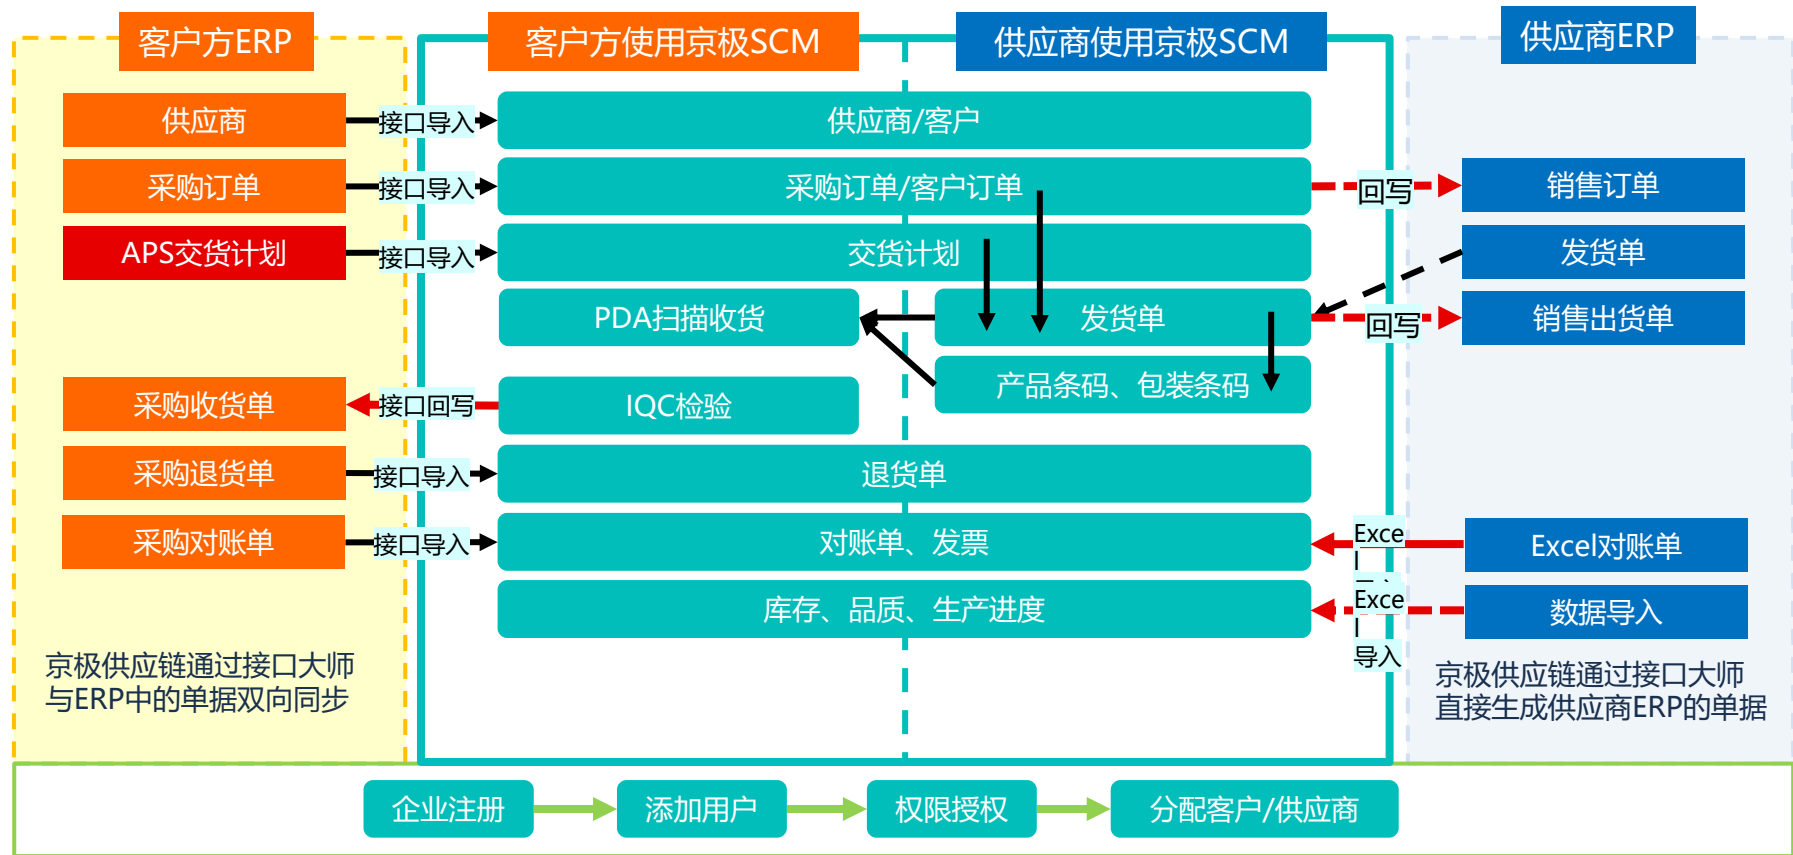 客户方ERP
客户方使用京极SCM
供应商使用京极SCM
供应商ERP
供应商
接口导入
供应商/客户
采购订单
接口导入
采购订单/客户订单
回写
销售订单
APS交货计划
接口导入
交货计划
发货单
PDA扫描收货
发货单
回写
销售出货单
产品条码、包装条码
采购收货单
接口回写
IQC检验
采购退货单
接口导入
退货单
采购对账单
接口导入
对账单、发票
Exce
l
Excel对账单
库存、品质、生产进度
Exce
l
导入
数据导入
京极供应链通过接口大师
与ERP中的单据双向同步
京极供应链通过接口大师
直接生成供应商ERP的单据
企业注册
添加用户
权限授权
分配客户/供应商